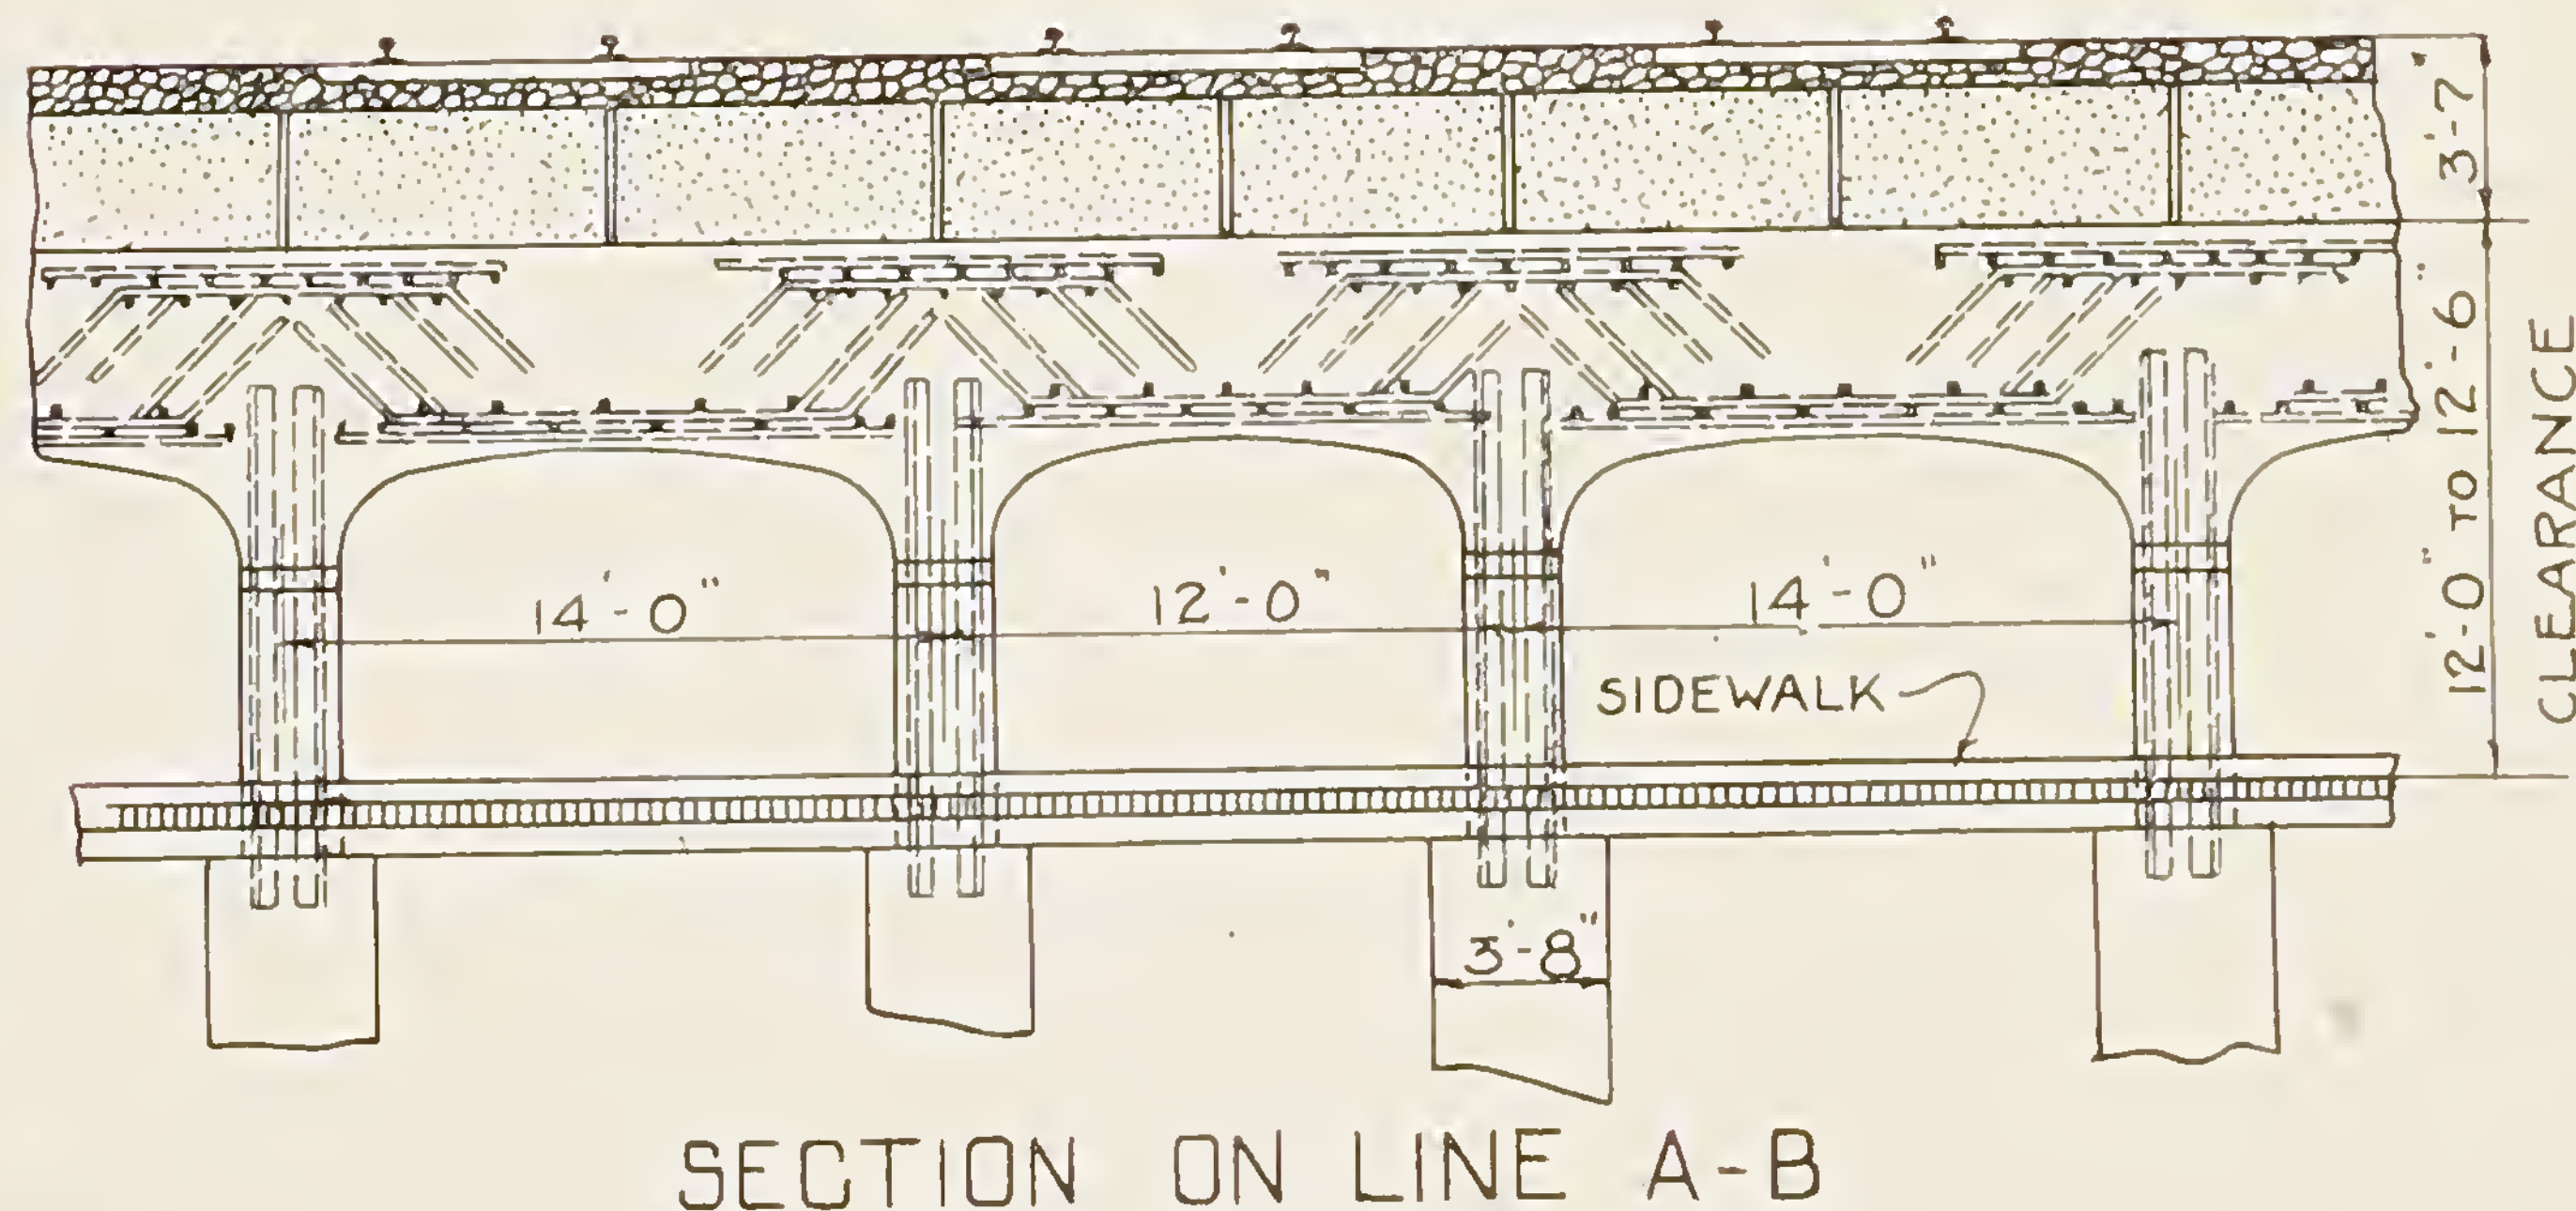 3'-7"
12'-0" TO 12'-6"
CLEARANCE
14'-0"
12'-0"
14'-0"
SIDEWALK
3'-8"
SECTION ON LINE A-B